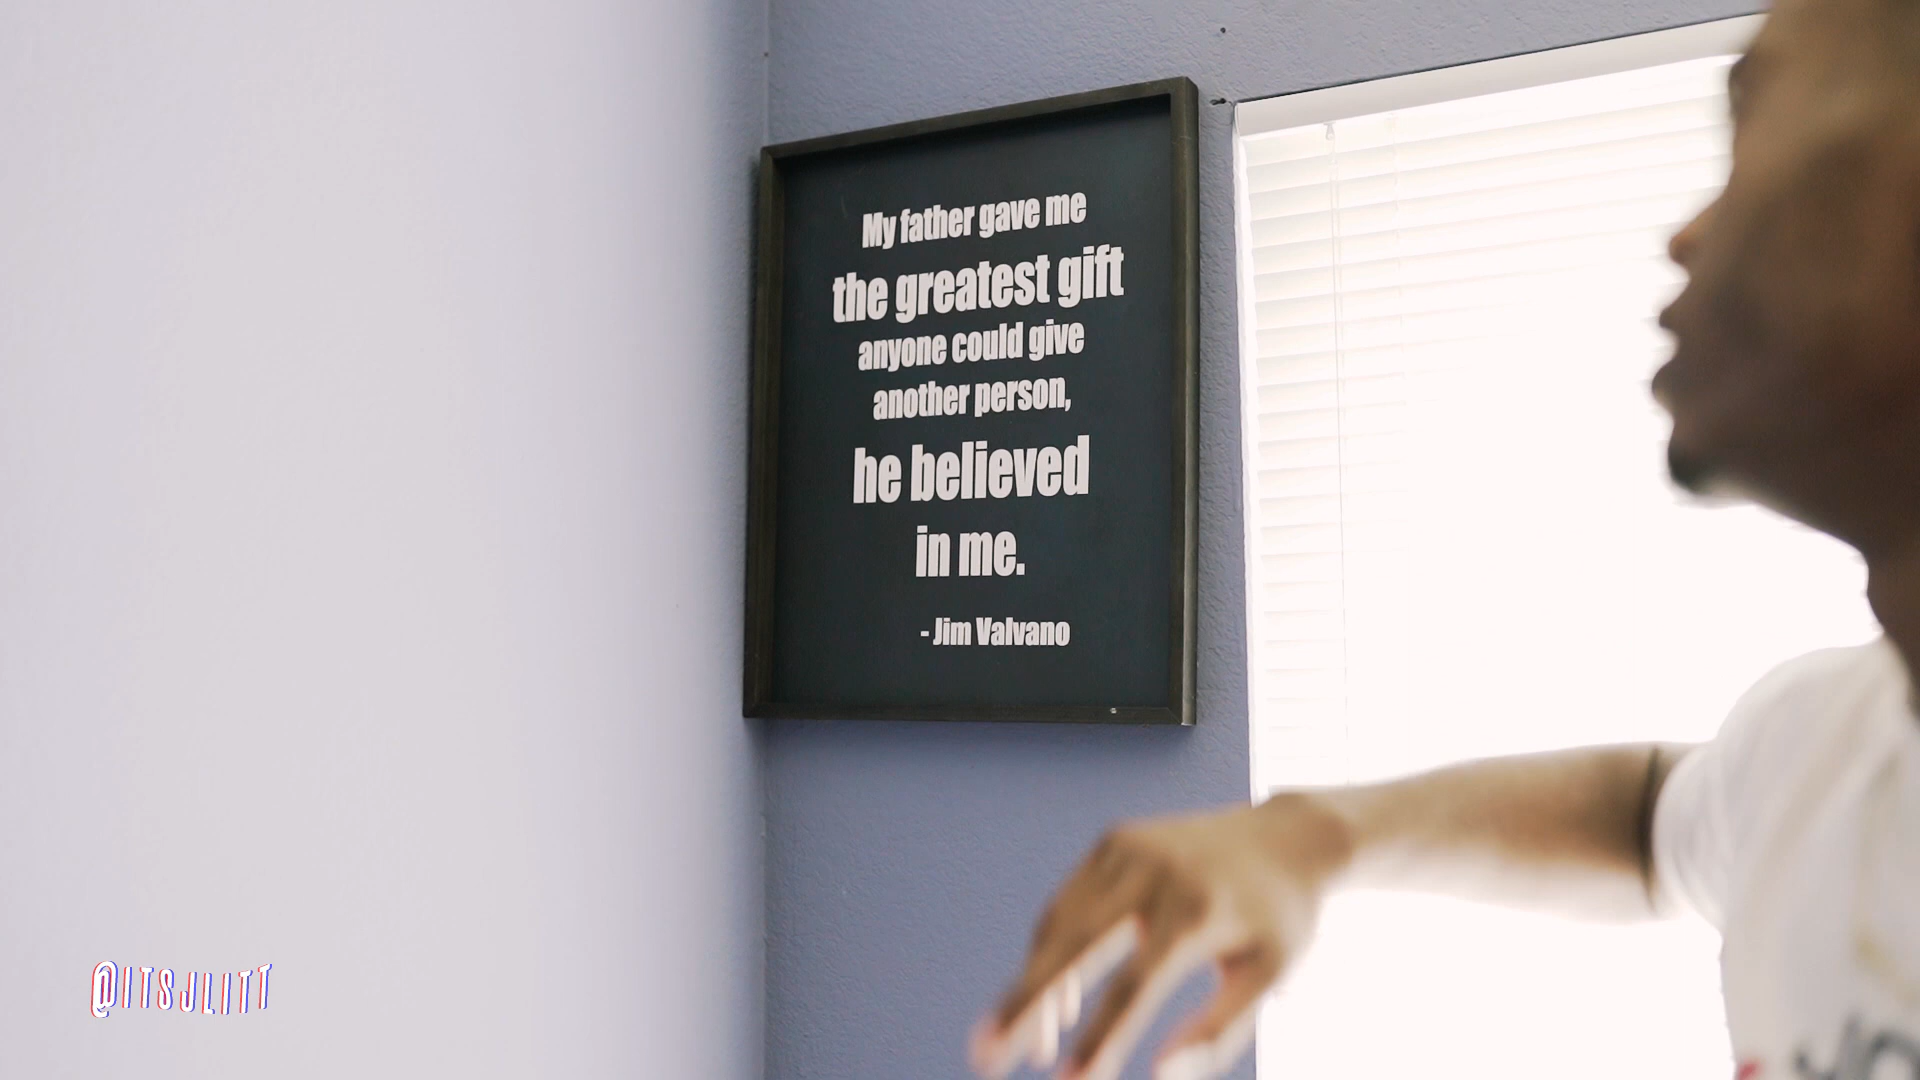 My father gave me
the greatest gift
anyone could give
another person,
he believed
in me.
- Jim Valvano
@ITSJLITT